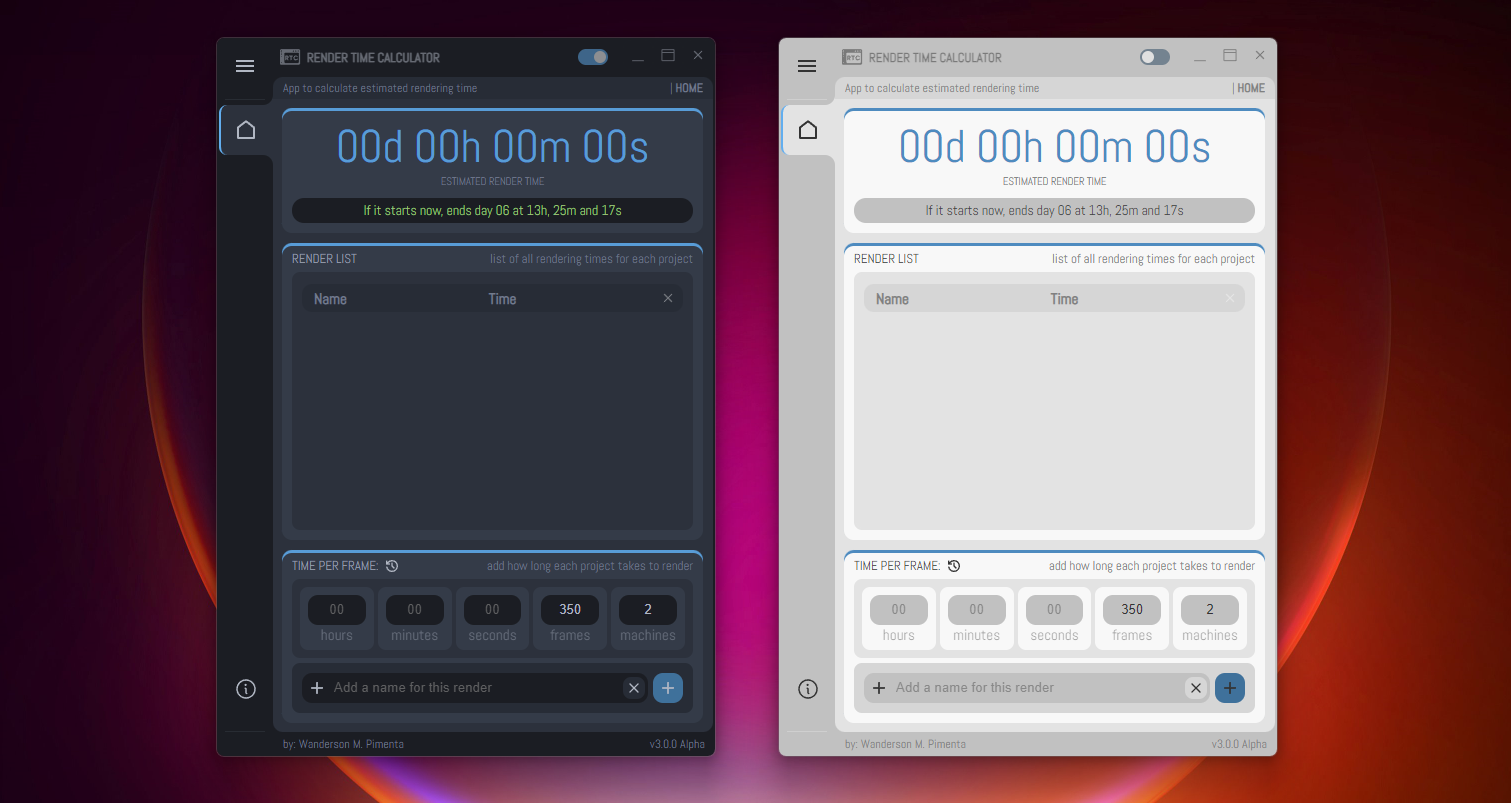 RTC RENDER TIME CALCULATOR
App to calculate estimated rendering time | HOME
00d 00h 00m 00s
ESTIMATED RENDER TIME
If it starts now, ends day 06 at 13h, 25m and 17s
RENDER LIST list of all rendering times for each project
Name Time
TIME PER FRAME: add how long each project takes to render
00 00 00 350 2
hours minutes seconds frames machines
Add a name for this render
by: Wanderson M. Pimenta v3.0.0 Alpha
RTC RENDER TIME CALCULATOR
App to calculate estimated rendering time | HOME
00d 00h 00m 00s
ESTIMATED RENDER TIME
If it starts now, ends day 06 at 13h, 25m and 17s
RENDER LIST list of all rendering times for each project
Name Time
TIME PER FRAME: add how long each project takes to render
00 00 00 350 2
hours minutes seconds frames machines
Add a name for this render
by: Wanderson M. Pimenta v3.0.0 Alpha